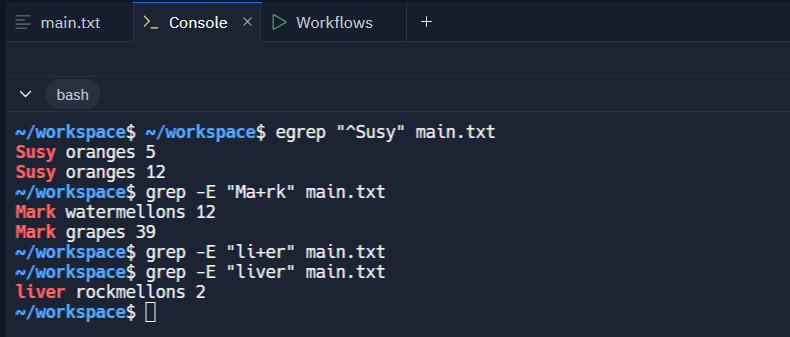 main.txt
Console
Workflows
bash
~/workspace$ ~/workspace$ egrep "^Susy" main.txt
Susy oranges 5
Susy oranges 12
~/workspace$ grep -E "Ma+rk" main.txt
Mark watermellons 12
Mark grapes 39
~/workspace$ grep -E "li+er" main.txt
~/workspace$ grep -E "liver" main.txt
liver rockmellons 2
~/workspace$